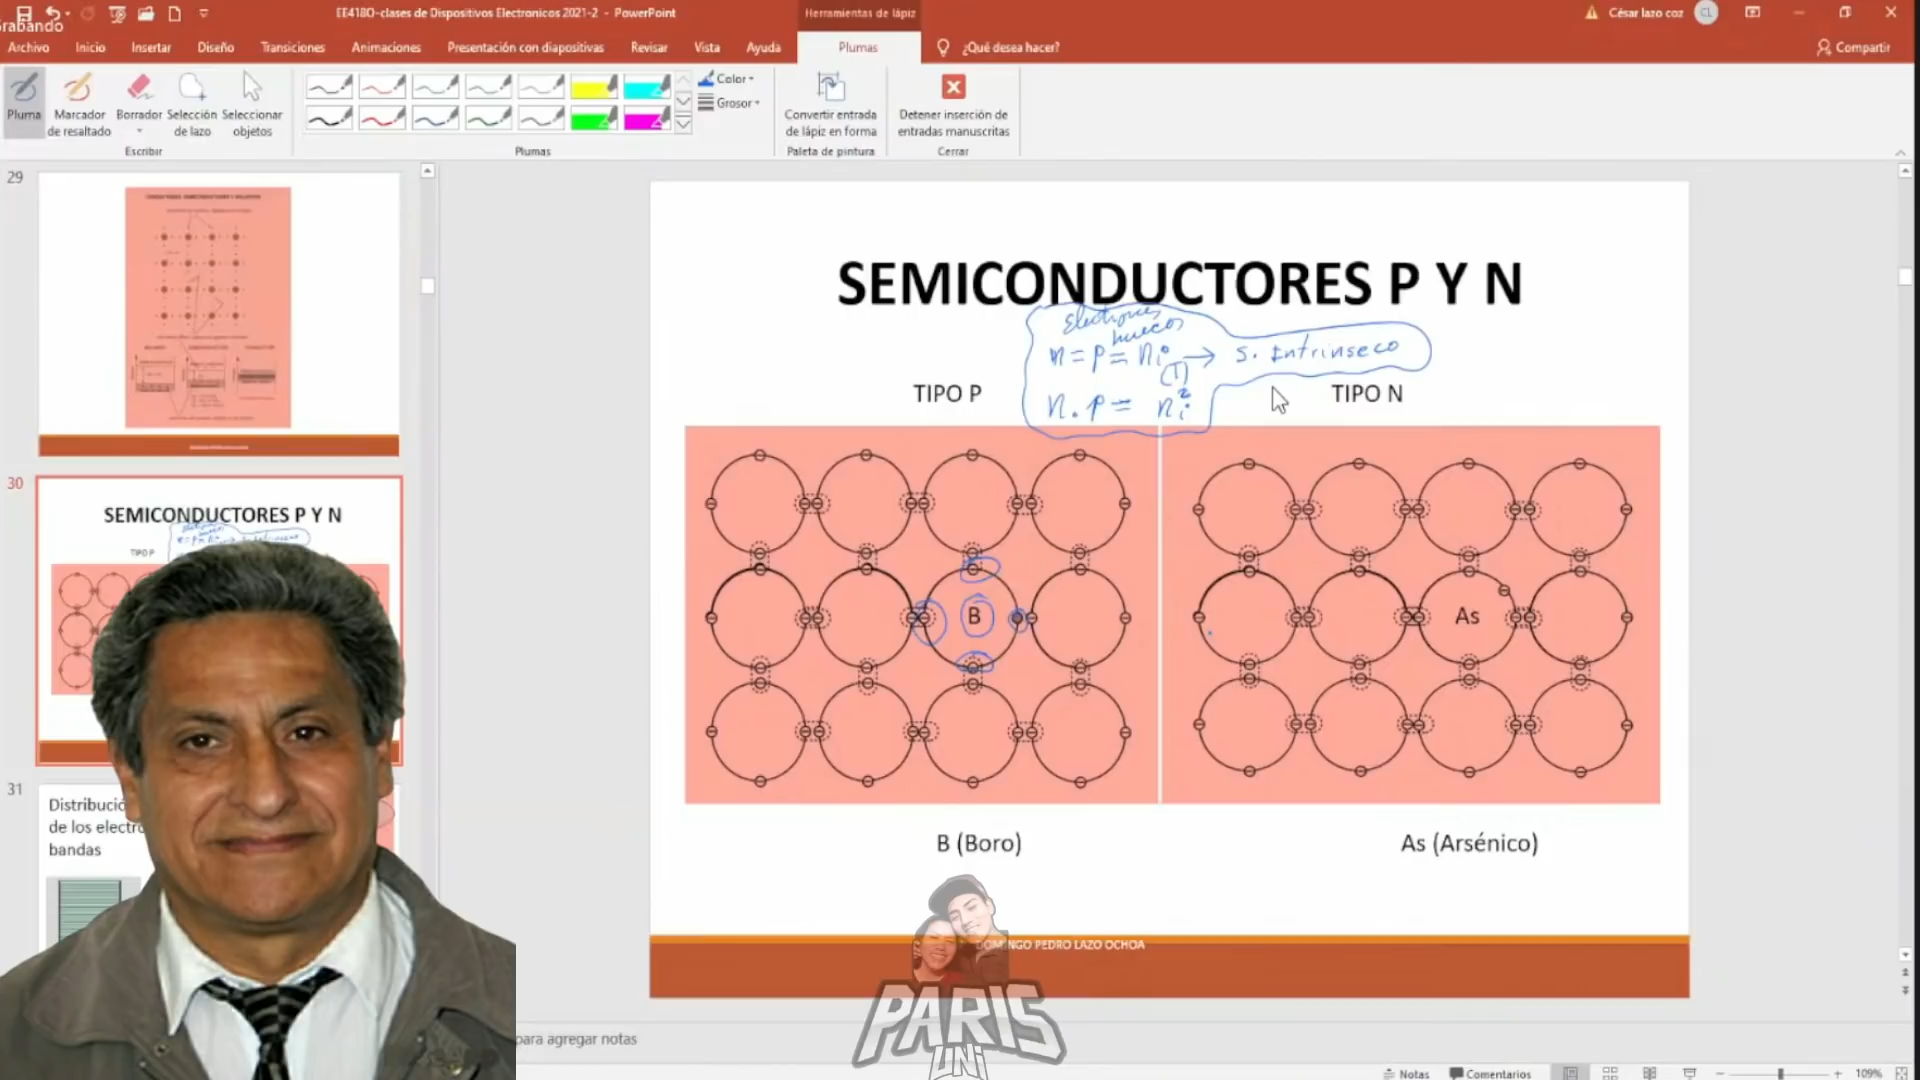 Grabando
EE418O-clases de Dispositivos Electronicos 2021-2 - PowerPoint
Herramientas de lápiz
César lazo coz
CL
Archivo
Inicio
Insertar
Diseño
Transiciones
Animaciones
Presentación con diapositivas
Revisar
Vista
Ayuda
Plumas
¿Qué desea hacer?
Compartir
Pluma
Marcador de resaltado
Borrador
Selección de lazo
Seleccionar objetos
Escribir
Plumas
Color
Grosor
Convertir entrada de lápiz en forma
Paleta de pintura
Detener inserción de entradas manuscritas
Cerrar
29
30
SEMICONDUCTORES P Y N
TIPO P
31
Distribució
de los electro
bandas
SEMICONDUCTORES P Y N
Electrones
huecos
n = p = ni → S. Intrinseco
(T)
n . p = ni²
TIPO P
TIPO N
B
As
B (Boro)
As (Arsénico)
DOMINGO PEDRO LAZO OCHOA
PARIS
UNI
para agregar notas
Notas
Comentarios
109%